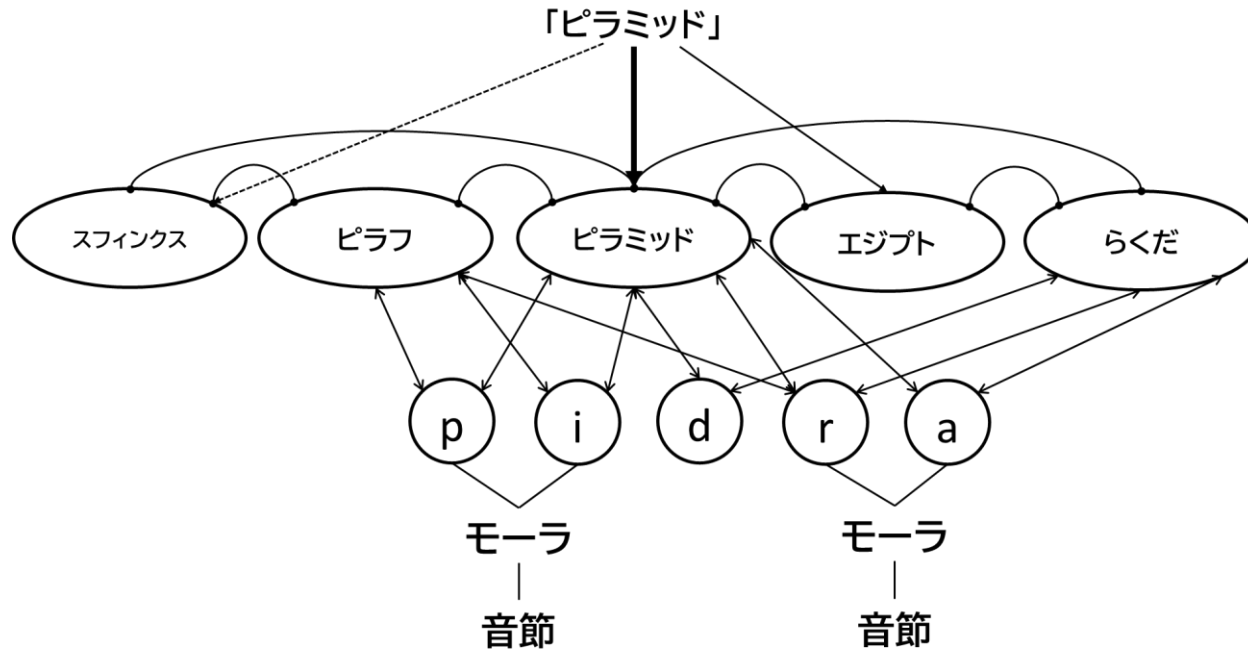 「ピラミッド」
スフィンクス ピラフ ピラミッド エジプト らくだ
p i d r a
モーラ モーラ
音節 音節